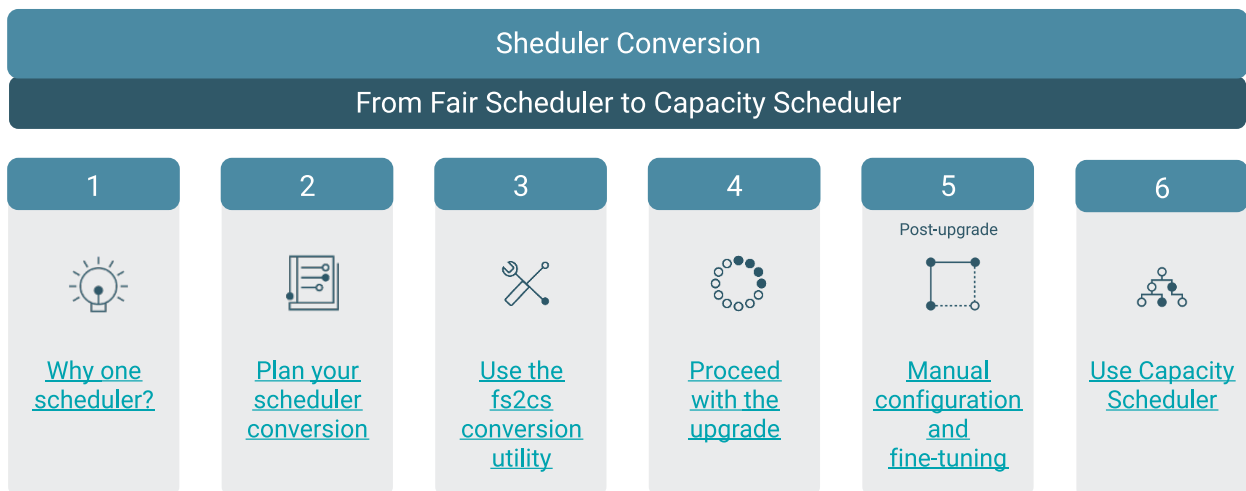 Sheduler Conversion
From Fair Scheduler to Capacity Scheduler
1
Why one
scheduler?
2
Plan your
scheduler
conversion
3
Use the
fs2cs
conversion
utility
4
Proceed
with the
upgrade
5
Post-upgrade
Manual
configuration
and
fine-tuning
6
Use Capacity
Scheduler